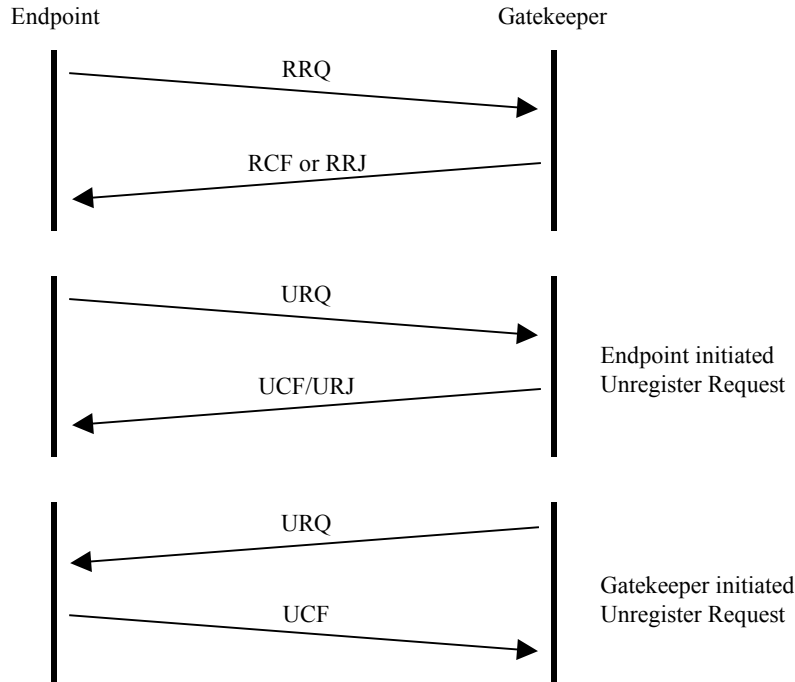 Endpoint
Gatekeeper
RRQ
RCF or RRJ
URQ
Endpoint initiated
Unregister Request
UCF/URJ
URQ
Gatekeeper initiated
Unregister Request
UCF